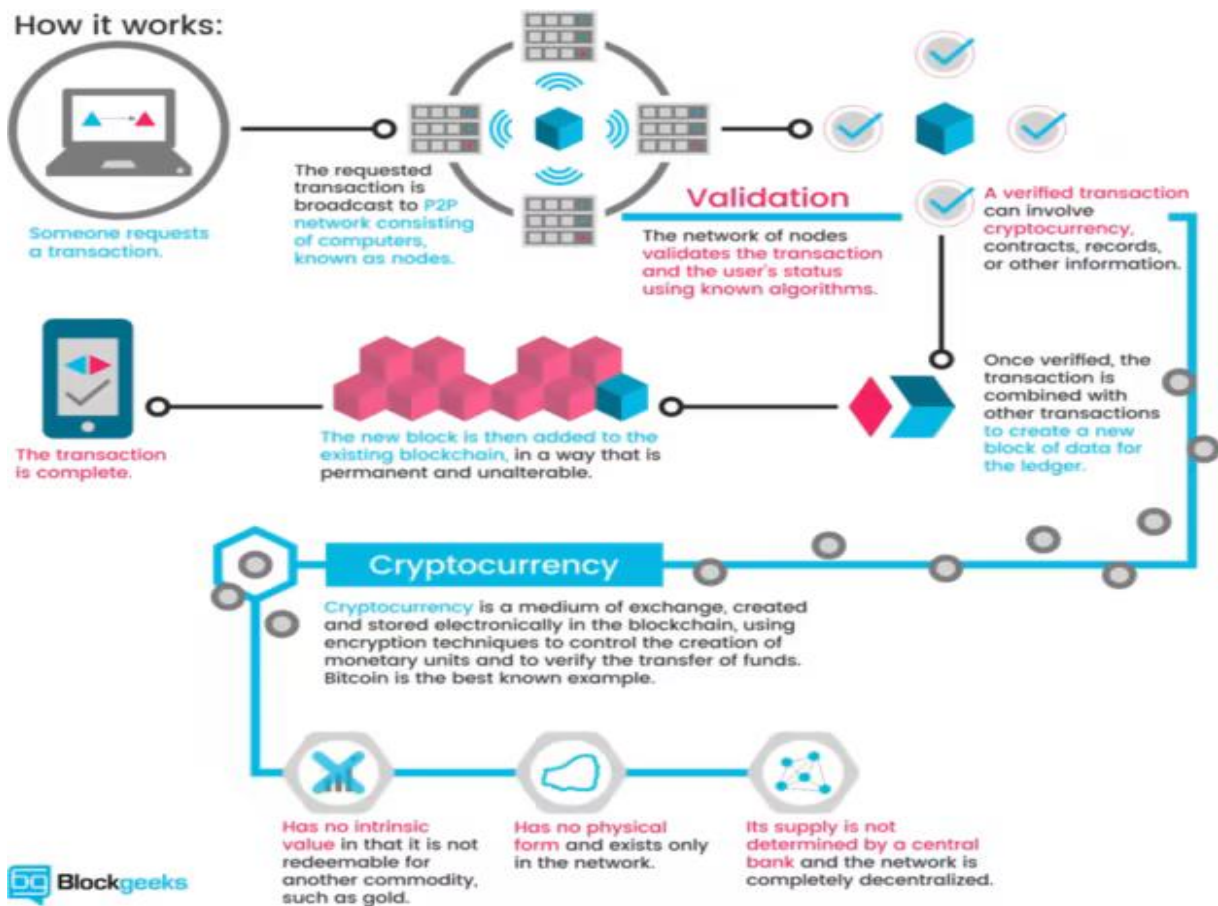 How it works:
Someone requests
a transaction.
The requested
transaction is
broadcast to P2P
network consisting
of computers,
known as nodes.
Validation
The network of nodes
validates the transaction
and the user's status
using known algorithms.
A verified transaction
can involve
cryptocurrency,
contracts, records,
or other information.
Once verified, the
transaction is
combined with
other transactions
to create a new
block of data for
the ledger.
The new block is then added to the
existing blockchain, in a way that is
permanent and unalterable.
The transaction
is complete.
Cryptocurrency
Cryptocurrency is a medium of exchange, created
and stored electronically in the blockchain, using
encryption techniques to control the creation of
monetary units and to verify the transfer of funds.
Bitcoin is the best known example.
Has no intrinsic
value in that it is not
redeemable for
another commodity,
such as gold.
Has no physical
form and exists only
in the network.
Its supply is not
determined by a central
bank and the network is
completely decentralized.
bg Blockgeeks